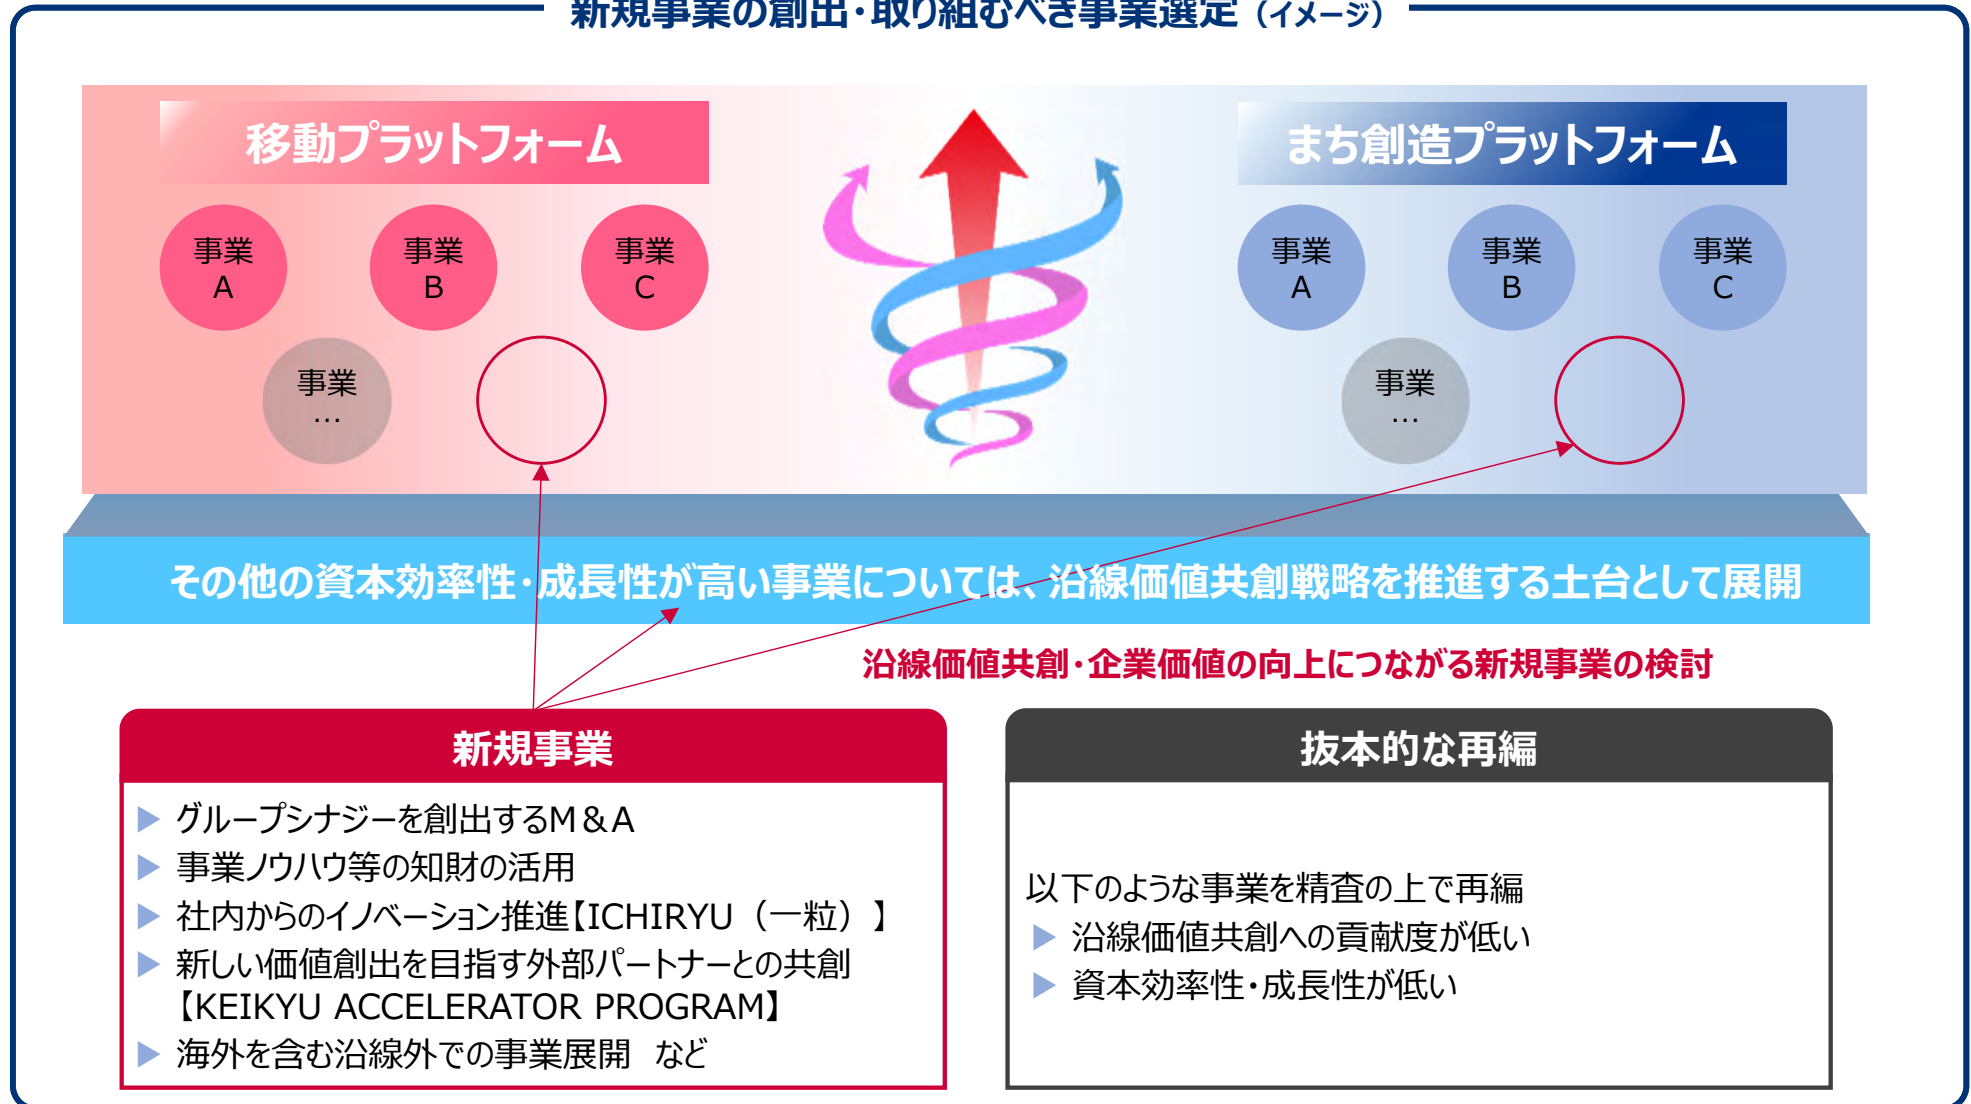 新規事業の創出・取り組むべき事業選定（イメージ）
移動プラットフォーム
まち創造プラットフォーム
事業
A
事業
B
事業
C
事業
…
事業
A
事業
B
事業
C
事業
…
その他の資本効率性・成長性が高い事業については、沿線価値共創戦略を推進する土台として展開
沿線価値共創・企業価値の向上につながる新規事業の検討
新規事業
▶ グループシナジーを創出するM＆A
▶ 事業ノウハウ等の知財の活用
▶ 社内からのイノベーション推進【ICHIRYU（一粒）】
▶ 新しい価値創出を目指す外部パートナーとの共創
【KEIKYU ACCELERATOR PROGRAM】
▶ 海外を含む沿線外での事業展開　など
抜本的な再編
以下のような事業を精査の上で再編
▶ 沿線価値共創への貢献度が低い
▶ 資本効率性・成長性が低い